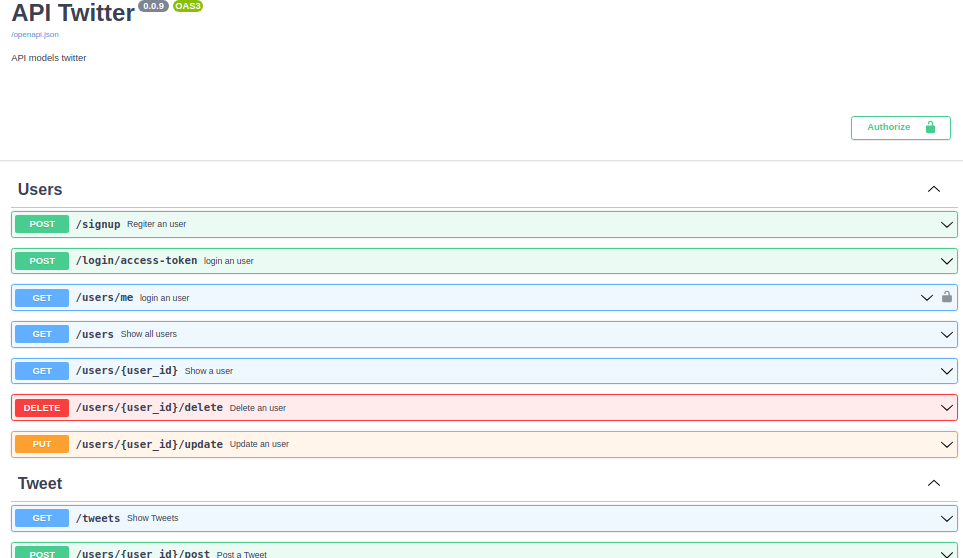 API Twitter 0.0.9 OAS3
/openapi.json
API models twitter
Authorize
Users
POST /signup Regiter an user
POST /login/access-token login an user
GET /users/me login an user
GET /users Show all users
GET /users/{user_id} Show a user
DELETE /users/{user_id}/delete Delete an user
PUT /users/{user_id}/update Update an user
Tweet
GET /tweets Show Tweets
POST /users/{user_id}/post Post a Tweet